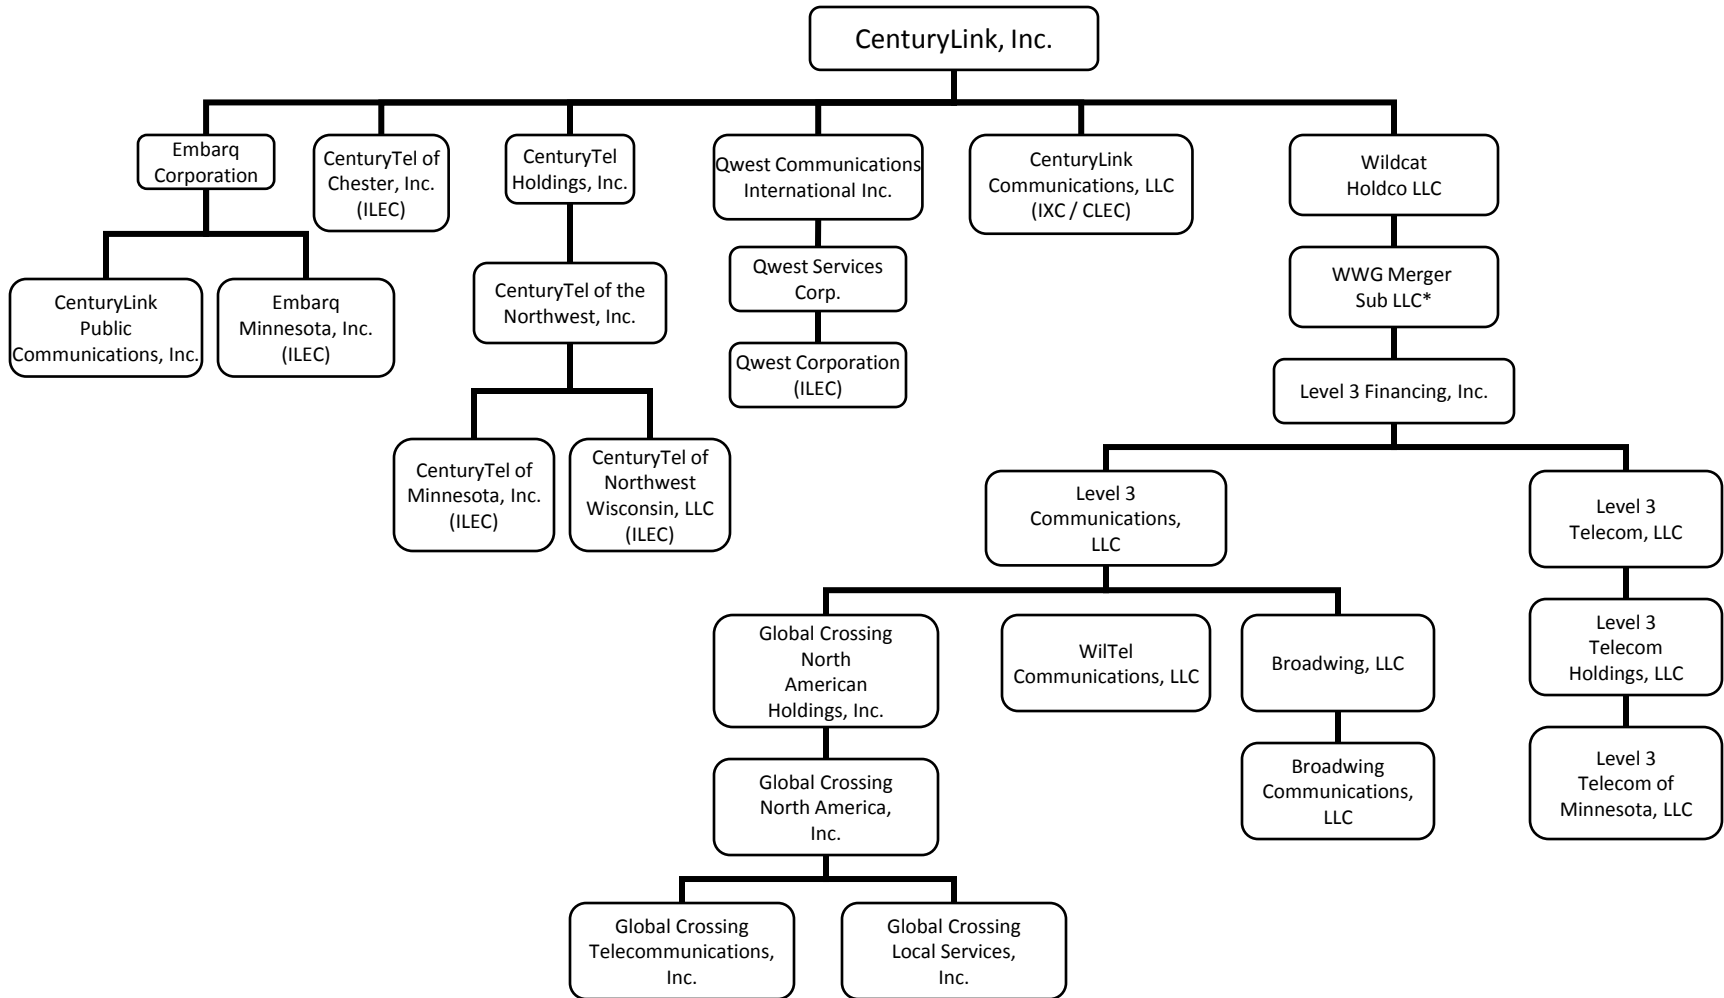 CenturyLink, Inc.
Embarq
Corporation
CenturyTel of
Chester, Inc.
(ILEC)
CenturyTel
Holdings, Inc.
Qwest Communications
International Inc.
CenturyLink
Communications, LLC
(IXC / CLEC)
Wildcat
Holdco LLC
CenturyLink
Public
Communications, Inc.
Embarq
Minnesota, Inc.
(ILEC)
CenturyTel of the
Northwest, Inc.
Qwest Services
Corp.
WWG Merger
Sub LLC*
Qwest Corporation
(ILEC)
Level 3 Financing, Inc.
CenturyTel of
Minnesota, Inc.
(ILEC)
CenturyTel of
Northwest
Wisconsin, LLC
(ILEC)
Level 3
Communications,
LLC
Level 3
Telecom, LLC
Global Crossing
North
American
Holdings, Inc.
WilTel
Communications, LLC
Broadwing, LLC
Level 3
Telecom
Holdings, LLC
Global Crossing
North America,
Inc.
Broadwing
Communications,
LLC
Level 3
Telecom of
Minnesota, LLC
Global Crossing
Telecommunications,
Inc.
Global Crossing
Local Services,
Inc.